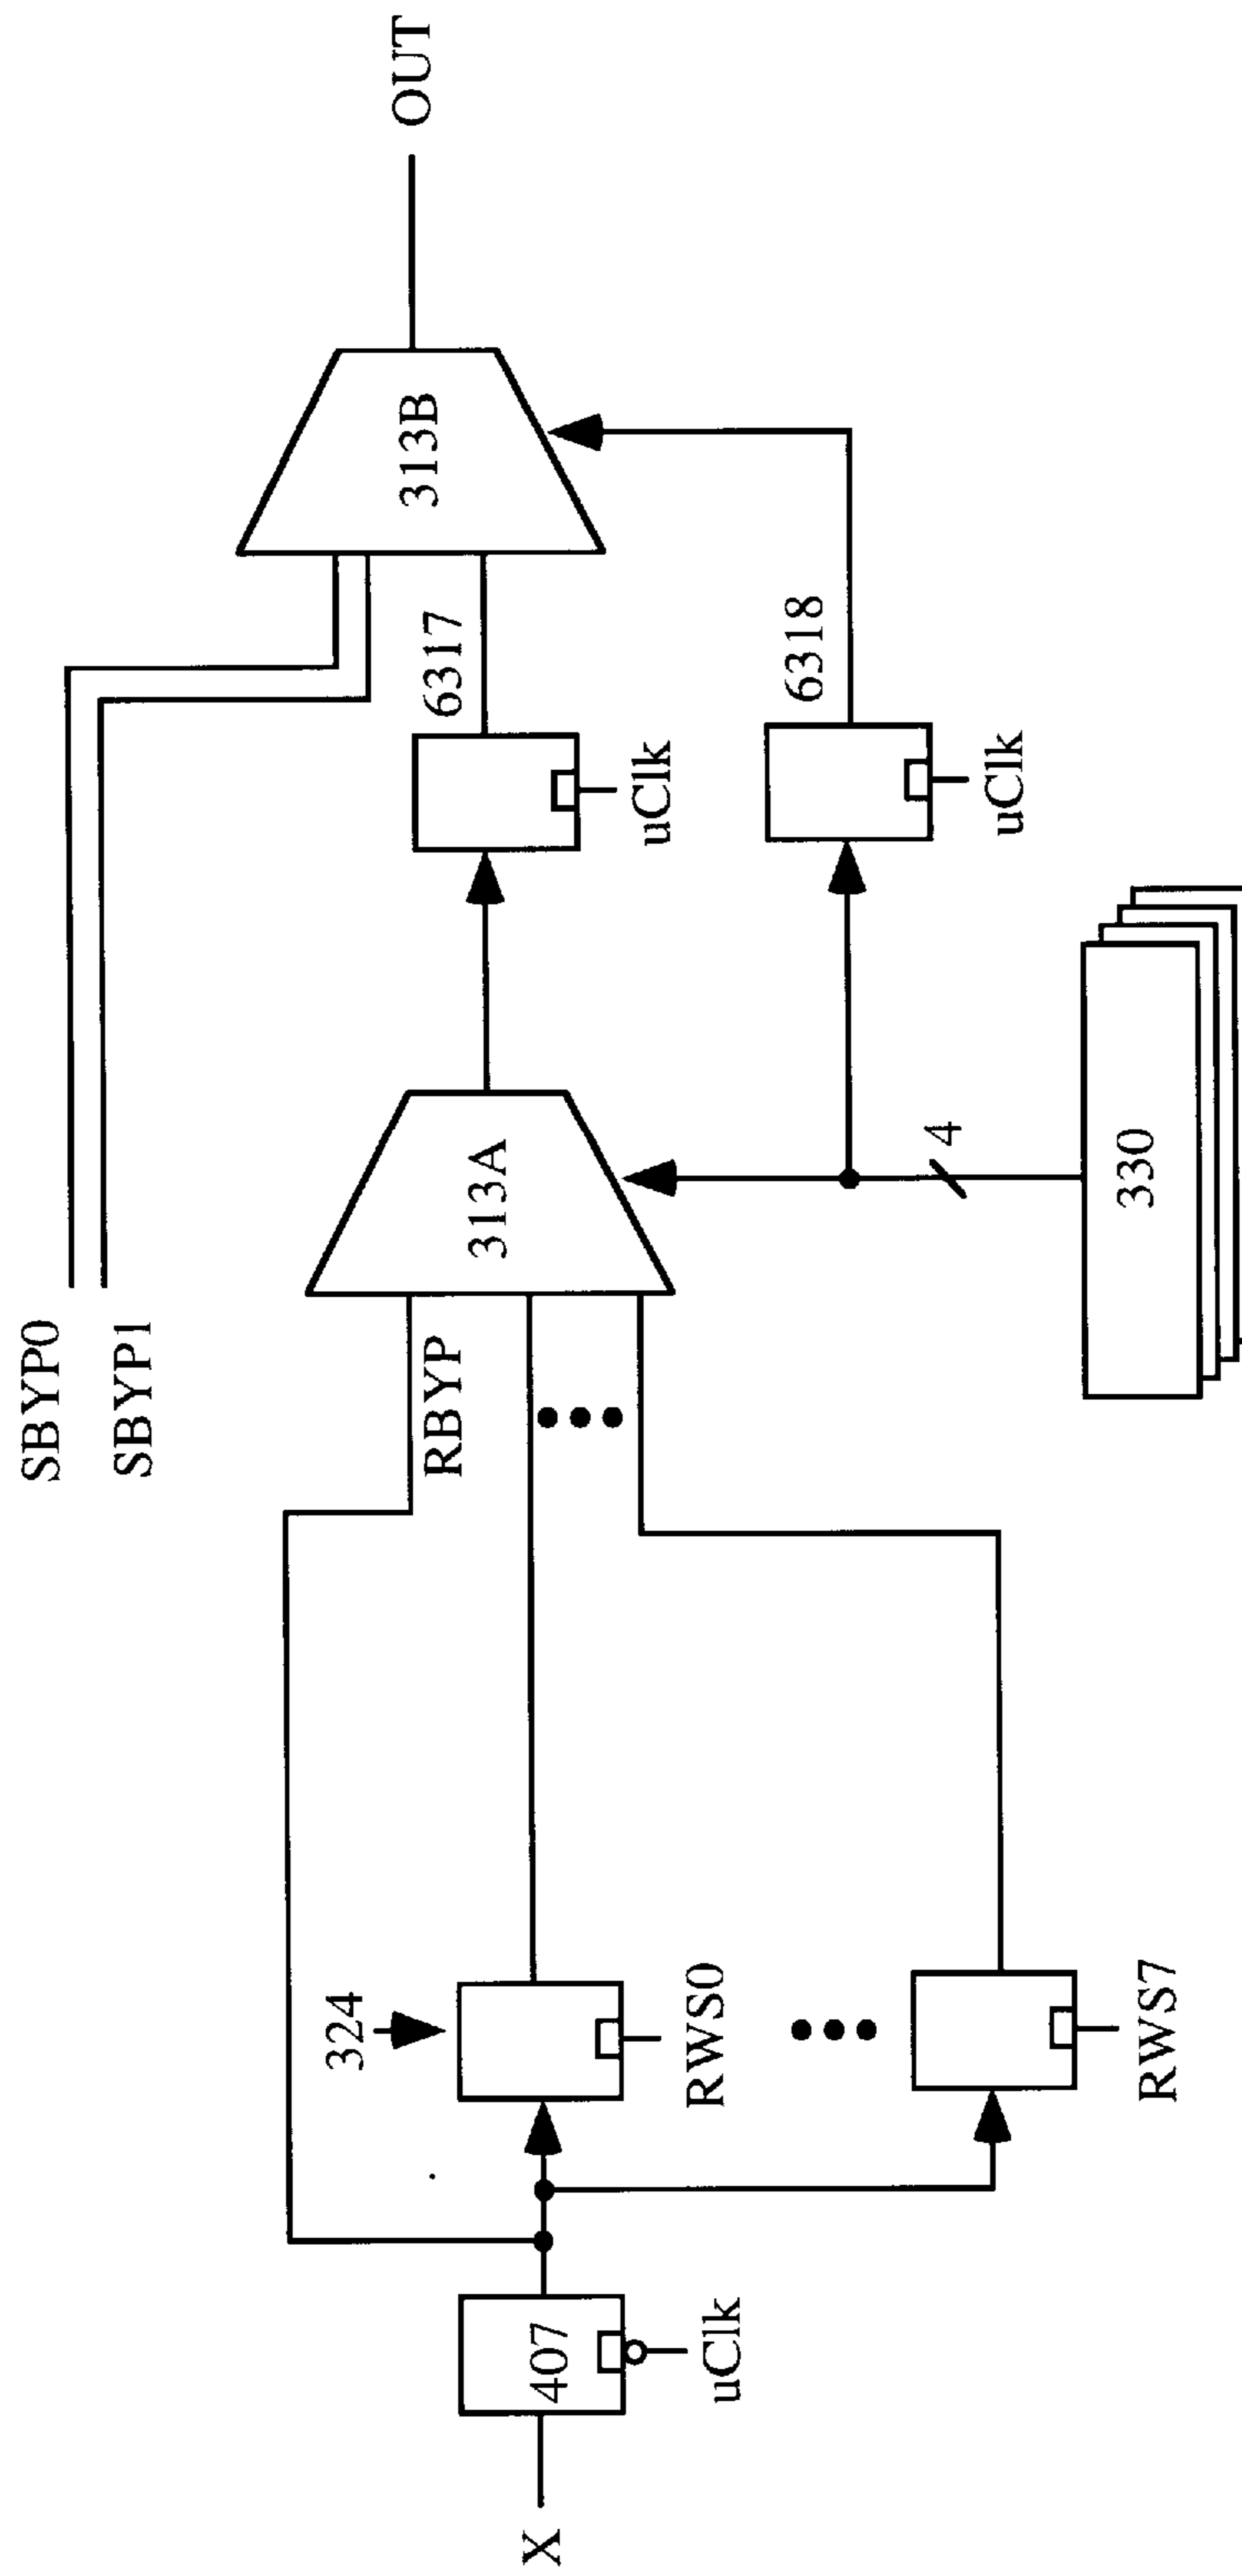 SBYP0
SBYP1
OUT
313B
RBYP
313A
6317
uClk
324
X
407
uClk
RWS0
6318
uClk
4
RWS7
330